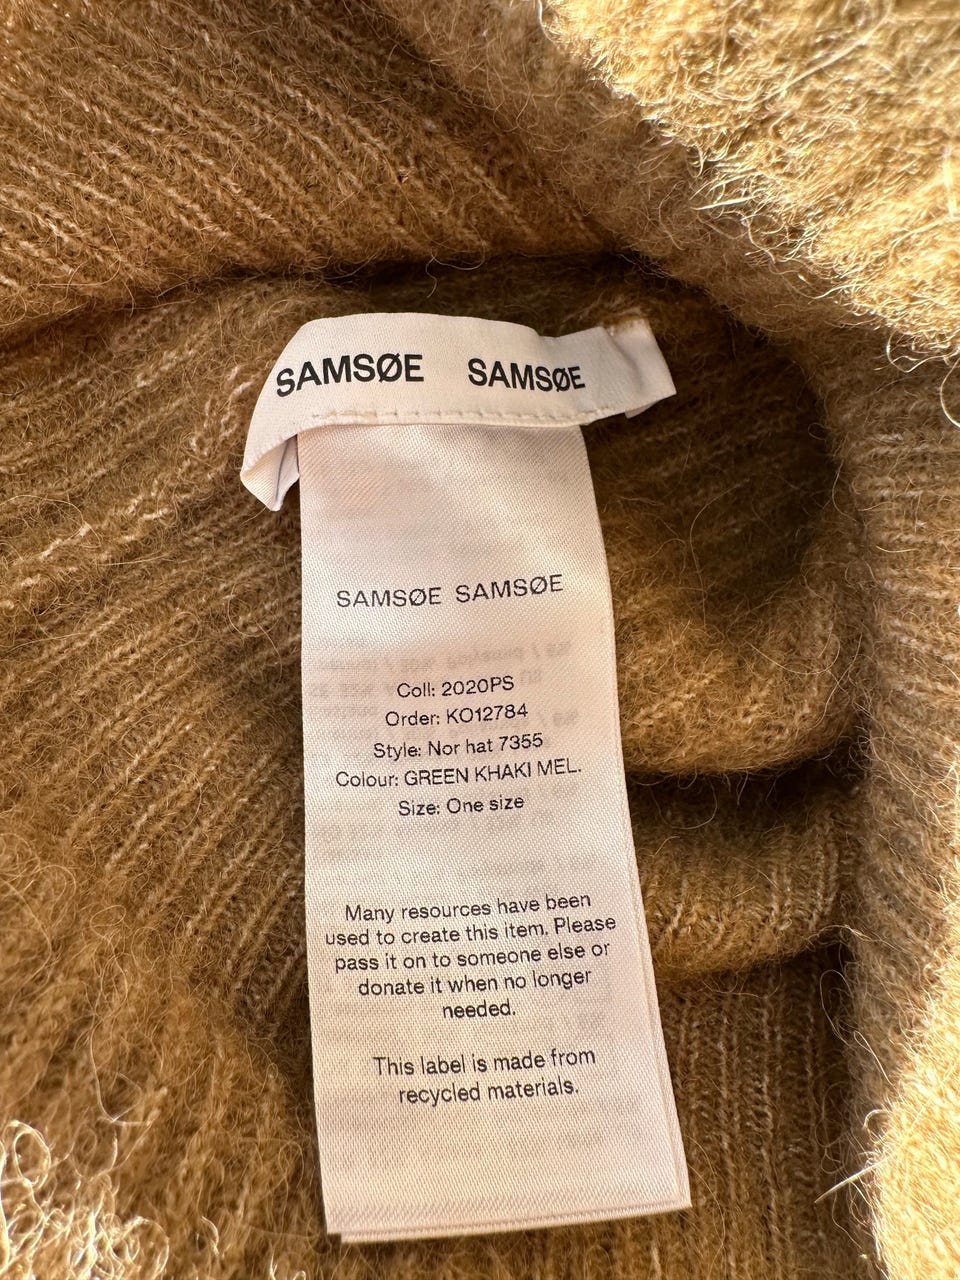 SAMSØE SAMSØE
SAMSØE SAMSØE
Coll: 2020PS
Order: KO12784
Style: Nor hat 7355
Colour: GREEN KHAKI MEL.
Size: One size
Many resources have been
used to create this item. Please
pass it on to someone else or
donate it when no longer
needed.
This label is made from
recycled materials.